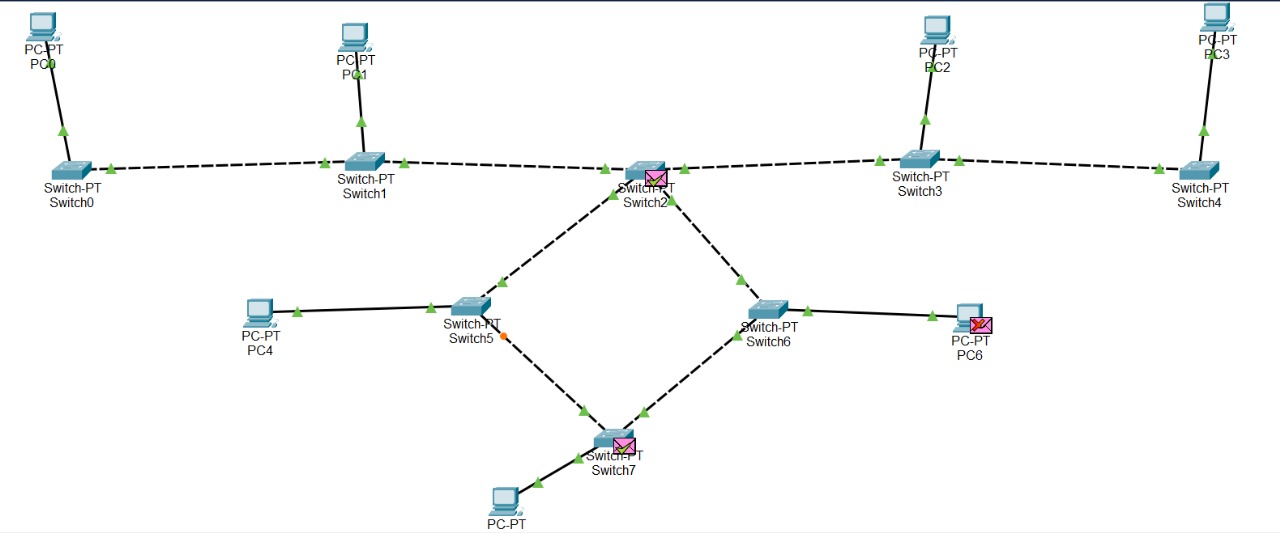 PC-PT
PC0
PC-PT
PC1
PC-PT
PC2
PC-PT
PC3
Switch-PT
Switch0
Switch-PT
Switch1
Switch-PT
Switch2
Switch-PT
Switch3
Switch-PT
Switch4
PC-PT
PC4
Switch-PT
Switch5
Switch-PT
Switch6
PC-PT
PC6
Switch-PT
Switch7
PC-PT